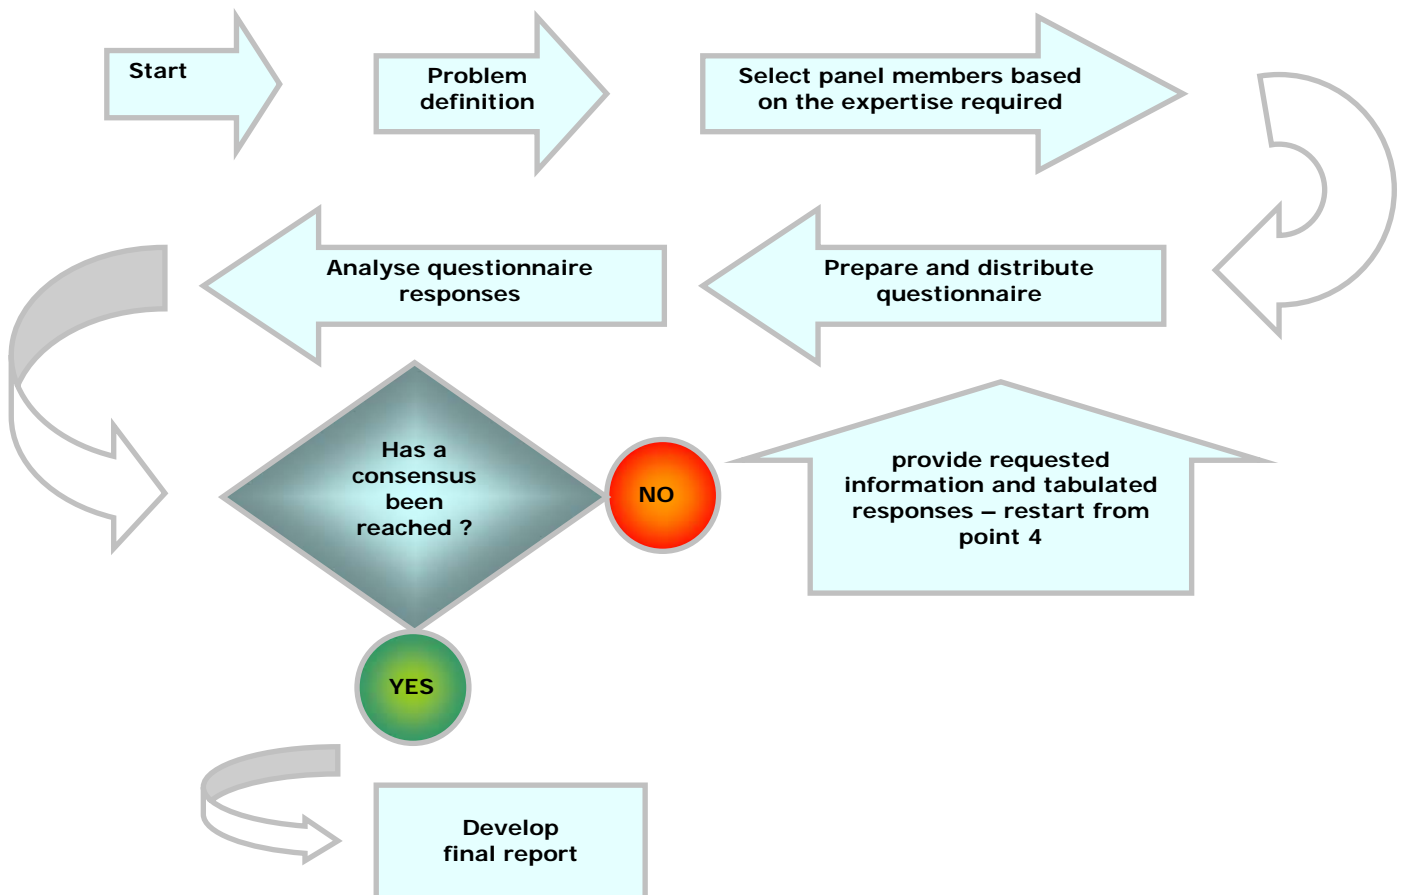 Start
Problem
definition
Select panel members based
on the expertise required
Analyse questionnaire
responses
Prepare and distribute
questionnaire
Has a
consensus
been
reached ?
NO
provide requested
information and tabulated
responses – restart from
point 4
YES
Develop
final report